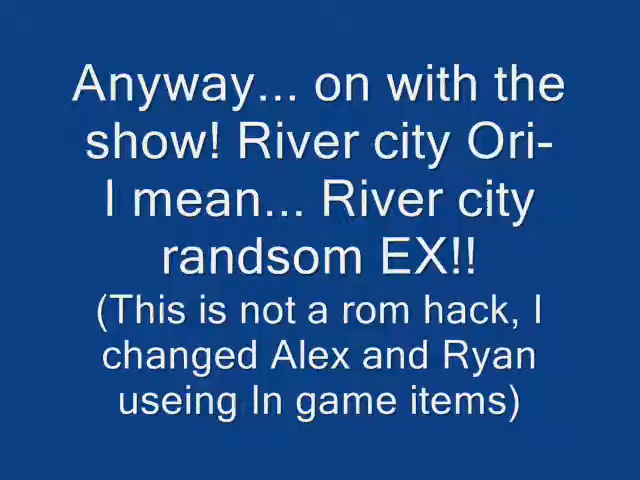 Anyway... on with the
show! River city Ori-
I mean... River city
randsom EX!!
(This is not a rom hack, I
changed Alex and Ryan
useing In game items)